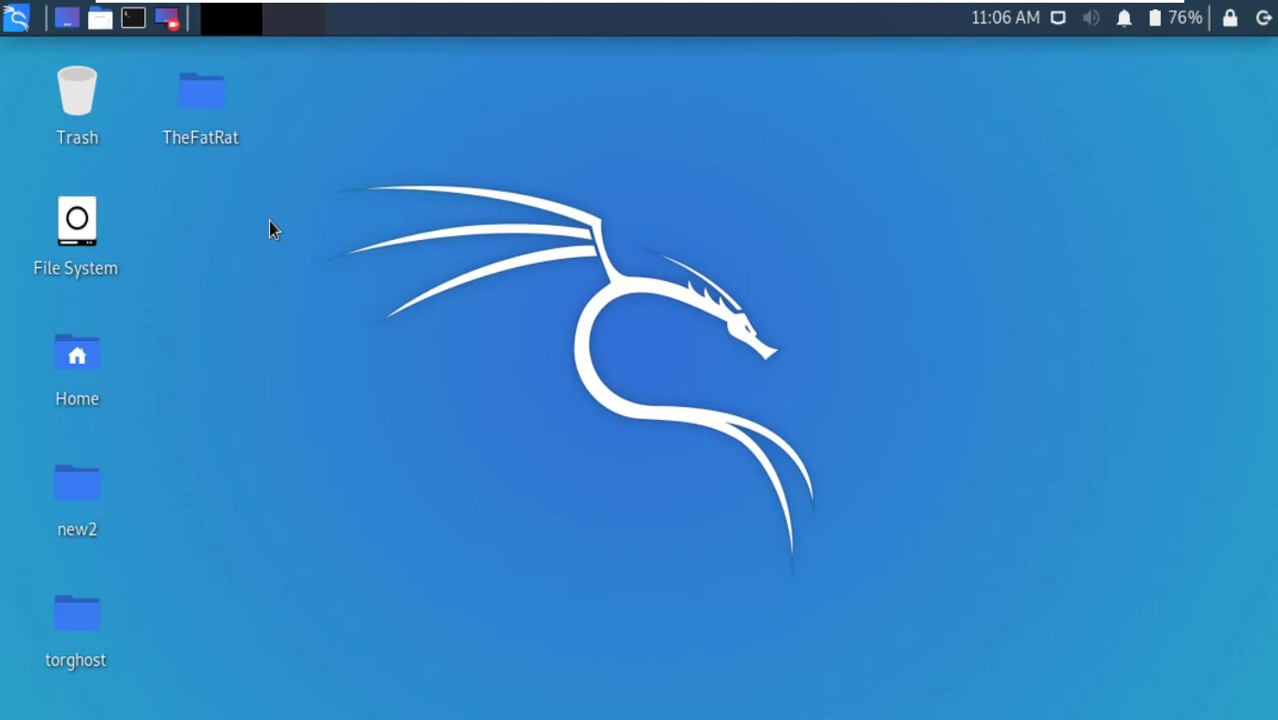 11:06 AM 76%
Trash
TheFatRat
File System
Home
new2
torghost